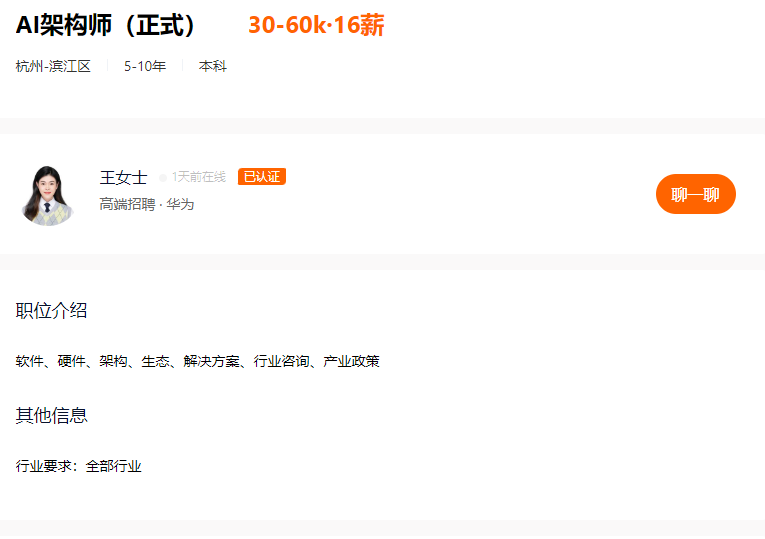 AI架构师（正式） 30-60k·16薪
杭州-滨江区 5-10年 本科
王女士 1天前在线 已认证
高端招聘 · 华为
聊一聊
职位介绍
软件、硬件、架构、生态、解决方案、行业咨询、产业政策
其他信息
行业要求：全部行业